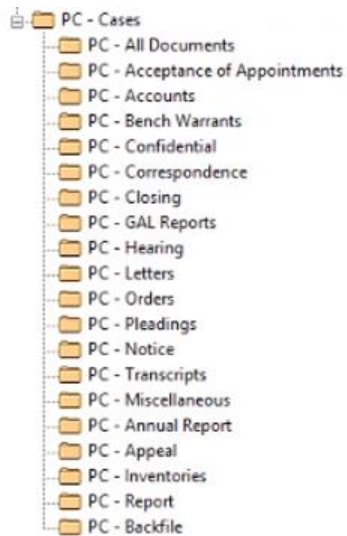 PC - Cases
PC - All Documents
PC - Acceptance of Appointments
PC - Accounts
PC - Bench Warrants
PC - Confidential
PC - Correspondence
PC - Closing
PC - GAL Reports
PC - Hearing
PC - Letters
PC - Orders
PC - Pleadings
PC - Notice
PC - Transcripts
PC - Miscellaneous
PC - Annual Report
PC - Appeal
PC - Inventories
PC - Report
PC - Backfile